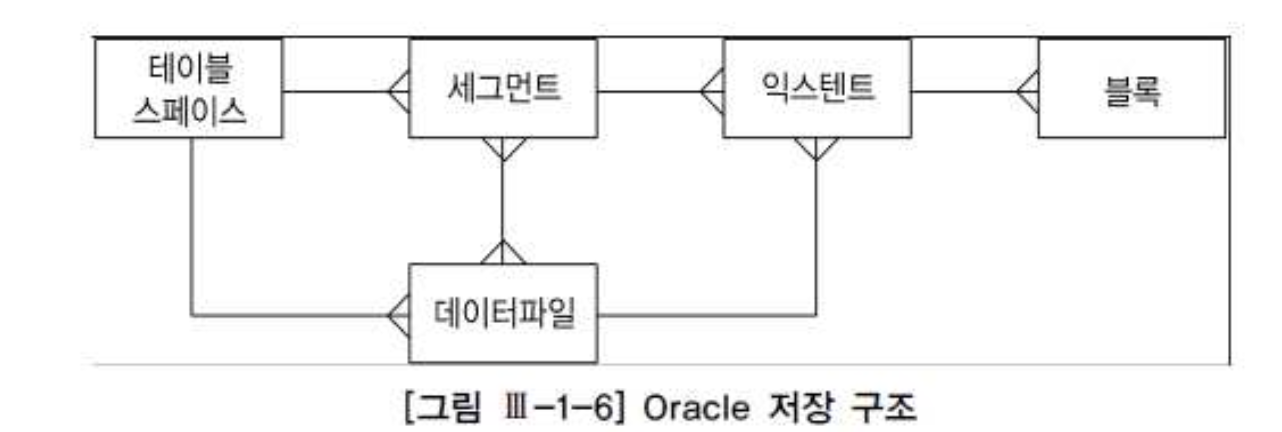 테이블
스페이스
세그먼트
익스텐트
블록
데이터파일
[그림 Ⅲ-1-6] Oracle 저장 구조